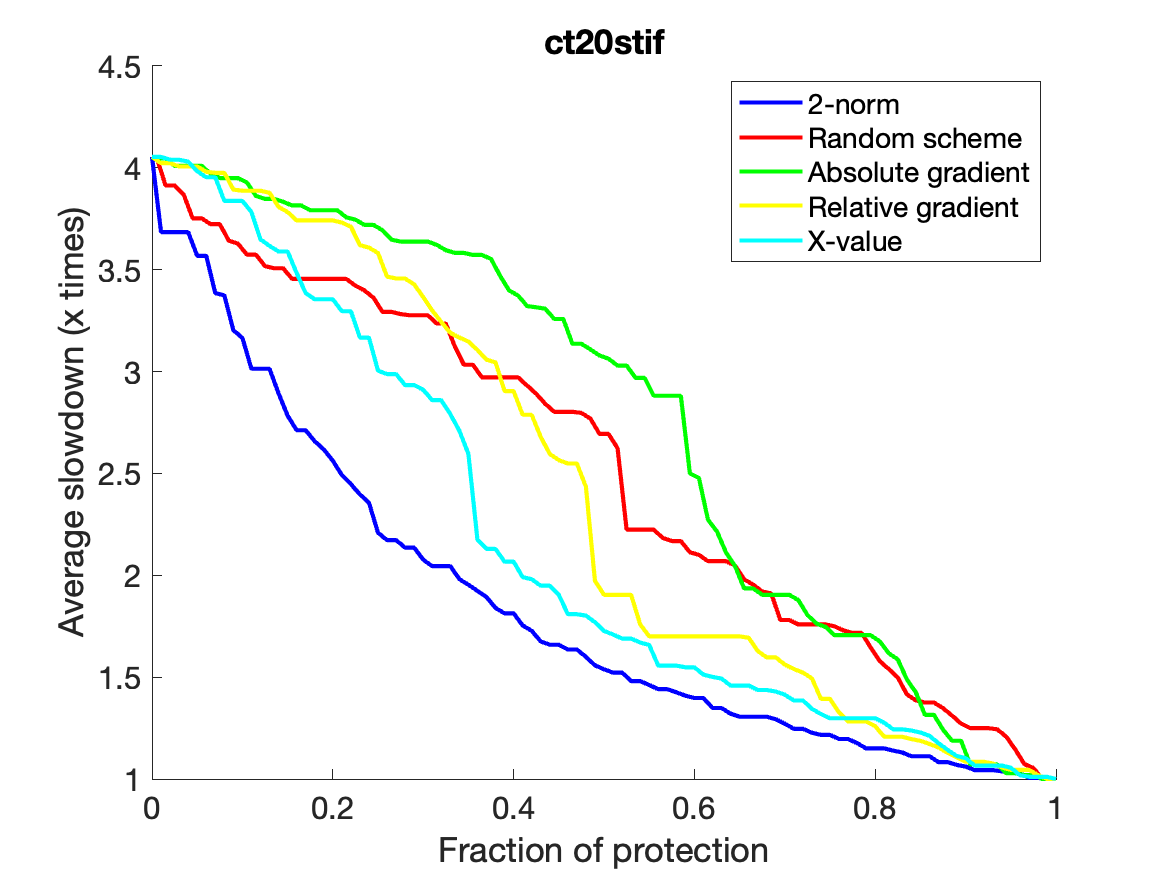 ct20stif
4.5
4
3.5
3
2.5
2
1.5
1
Average slowdown (x times)
2-norm
Random scheme
Absolute gradient
Relative gradient
X-value
0
0.2
0.4
0.6
0.8
1
Fraction of protection